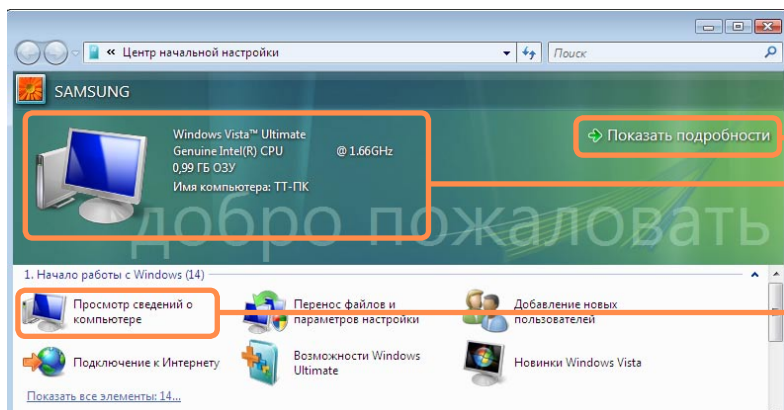 « Центр начальной настройки
Поиск
SAMSUNG
Windows Vista™ Ultimate
Genuine Intel(R) CPU @ 1.66GHz
0,99 ГБ ОЗУ
Имя компьютера: ТТ-ПК
Показать подробности
добро пожаловать
1. Начало работы с Windows (14)
Просмотр сведений о
компьютере
Перенос файлов и
параметров настройки
Добавление новых
пользователей
Подключение к Интернету
Возможности Windows
Ultimate
Новинки Windows Vista
Показать все элементы: 14...